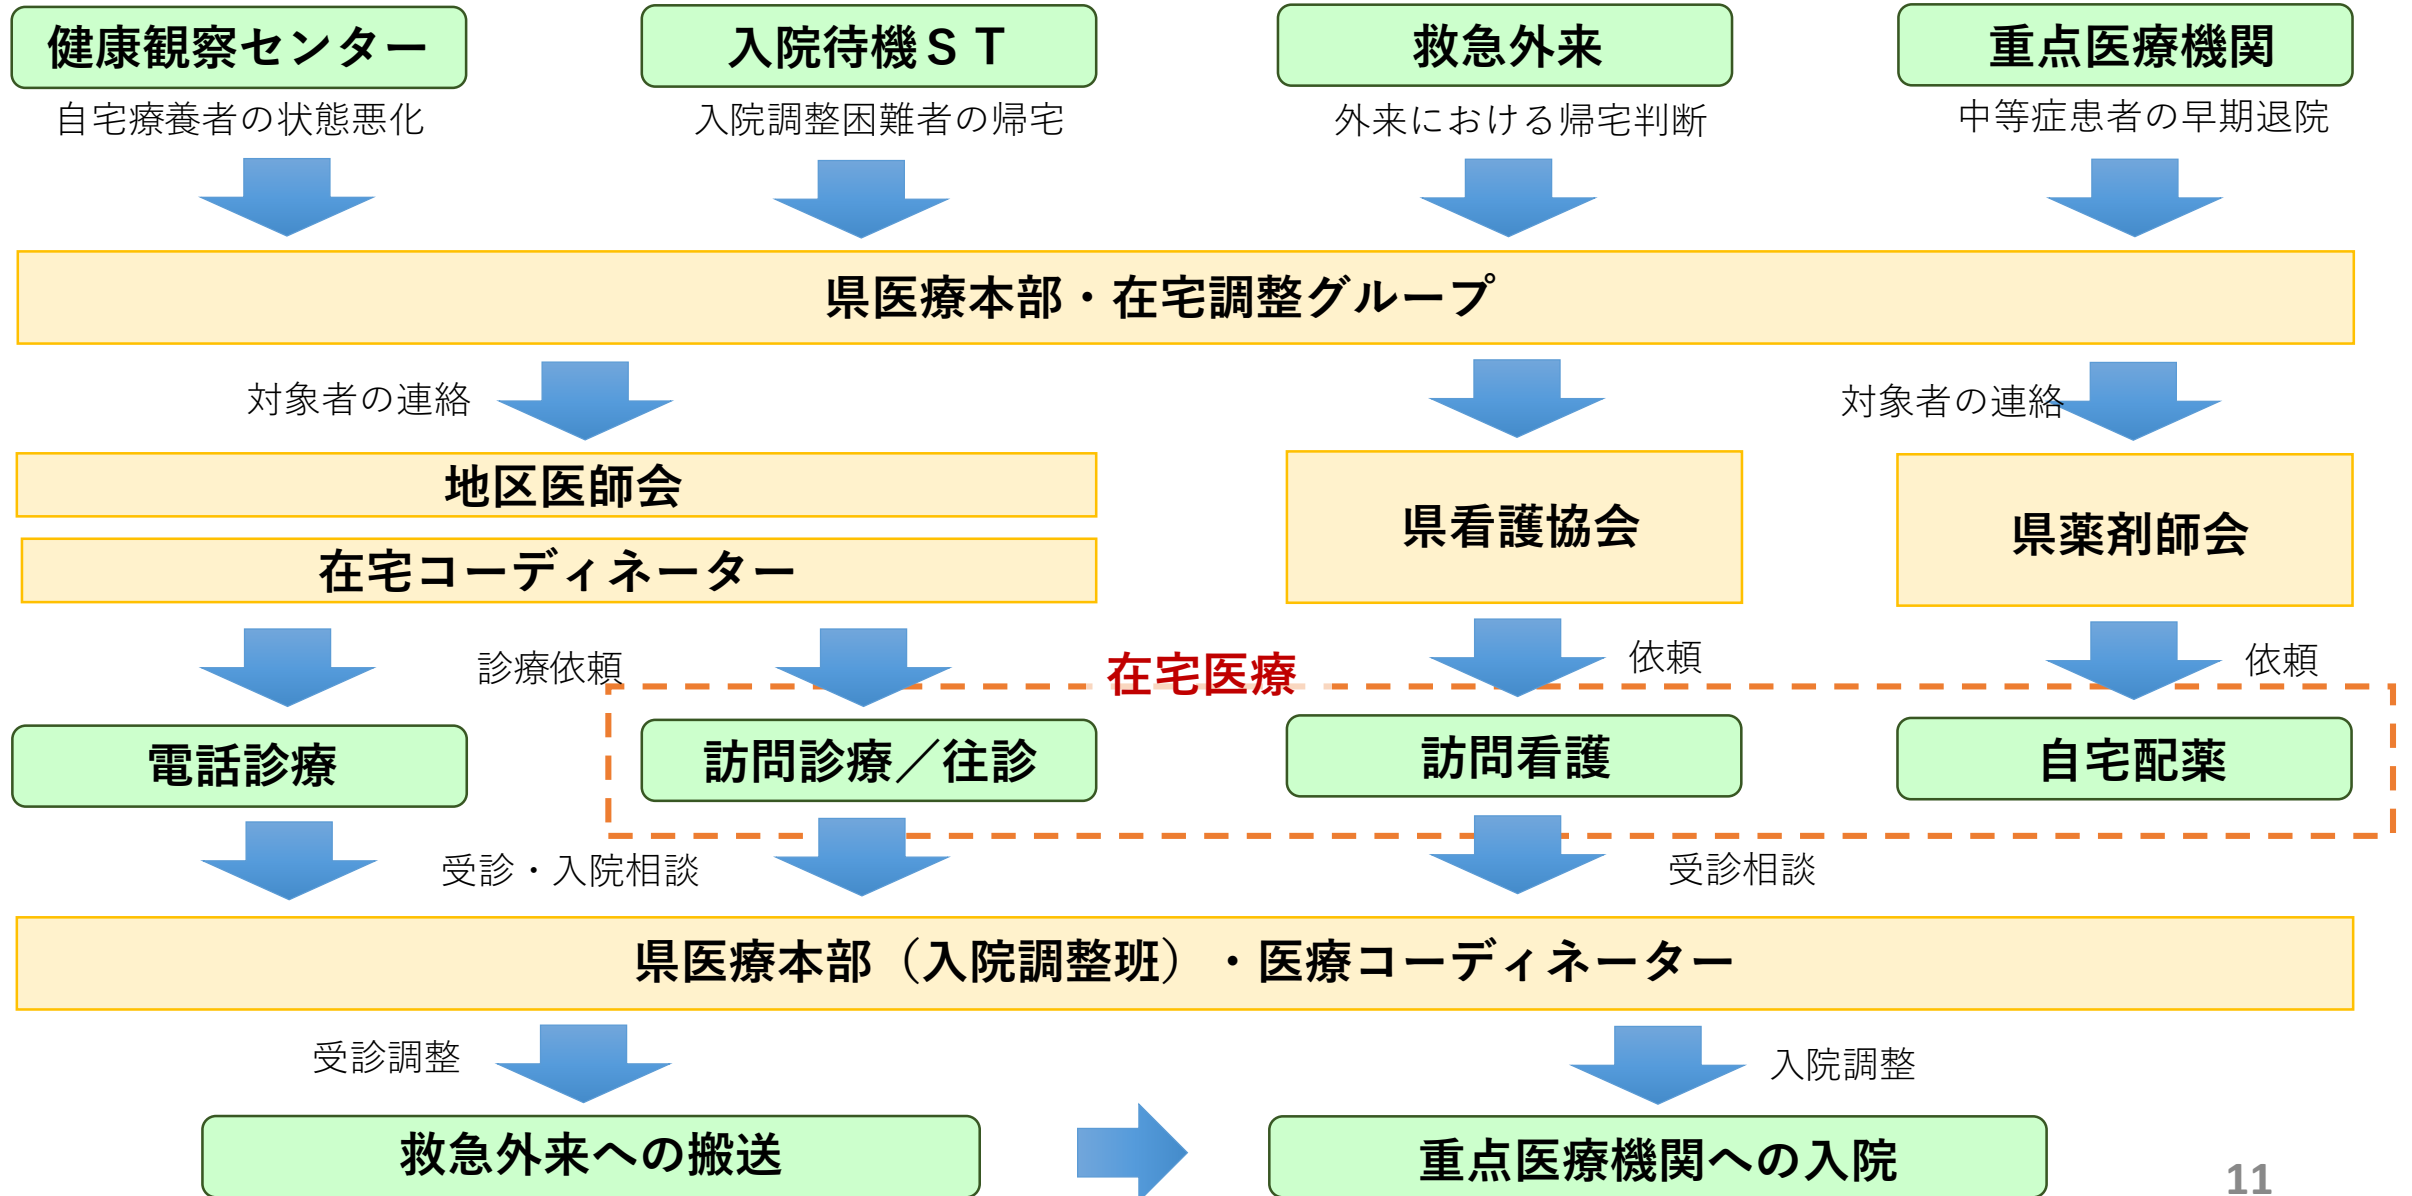 健康観察センター
入院待機ＳＴ
救急外来
重点医療機関
自宅療養者の状態悪化
入院調整困難者の帰宅
外来における帰宅判断
中等症患者の早期退院
県医療本部・在宅調整グループ
対象者の連絡
対象者の連絡
地区医師会
在宅コーディネーター
県看護協会
県薬剤師会
診療依頼
在宅医療
依頼
依頼
電話診療
訪問診療／往診
訪問看護
自宅配薬
受診・入院相談
受診相談
県医療本部（入院調整班）・医療コーディネーター
受診調整
入院調整
救急外来への搬送
重点医療機関への入院
11